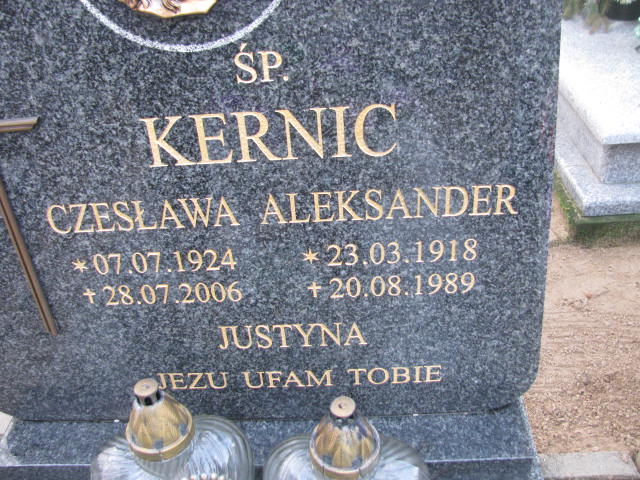 ŚP.
KERNIC
CZESŁAWA ALEKSANDER
*07.07.1924 *23.03.1918
†28.07.2006 †20.08.1989
JUSTYNA
JEZU UFAM TOBIE